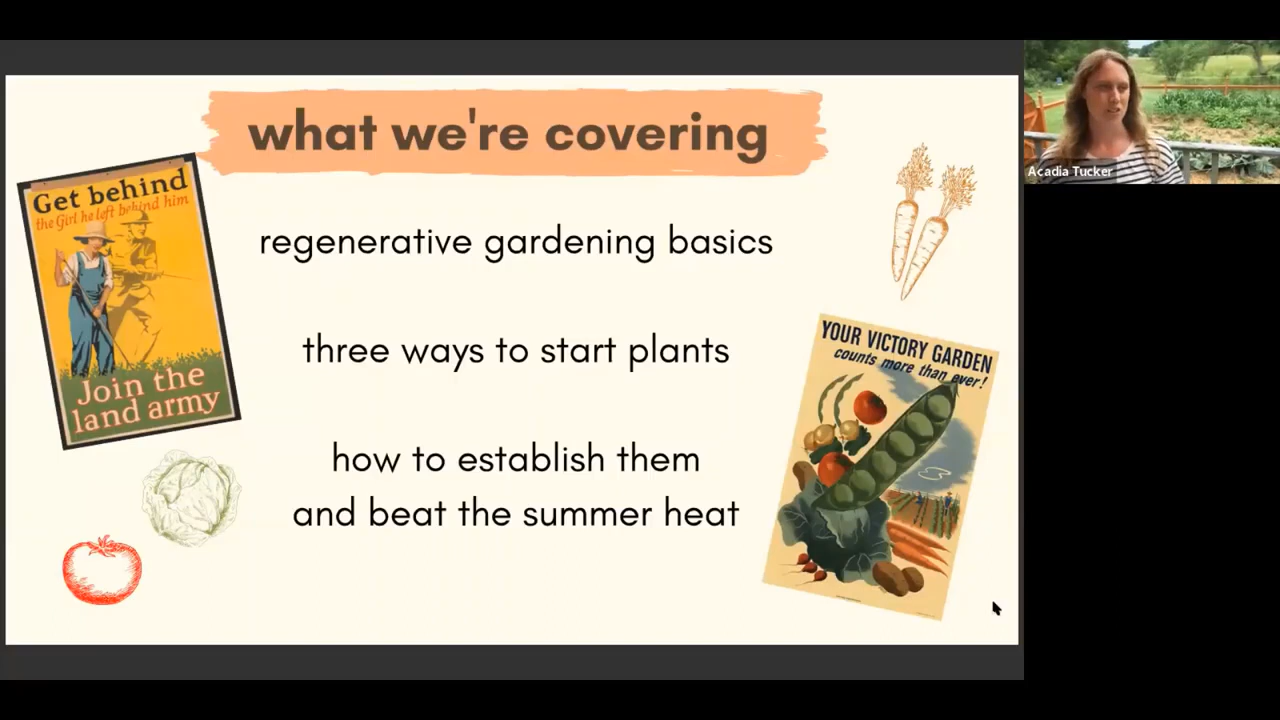 what we're covering
Get behind
the Girl he left behind him
Join the
land army
regenerative gardening basics
three ways to start plants
how to establish them
and beat the summer heat
YOUR VICTORY GARDEN
counts more than ever!
Acadia Tucker